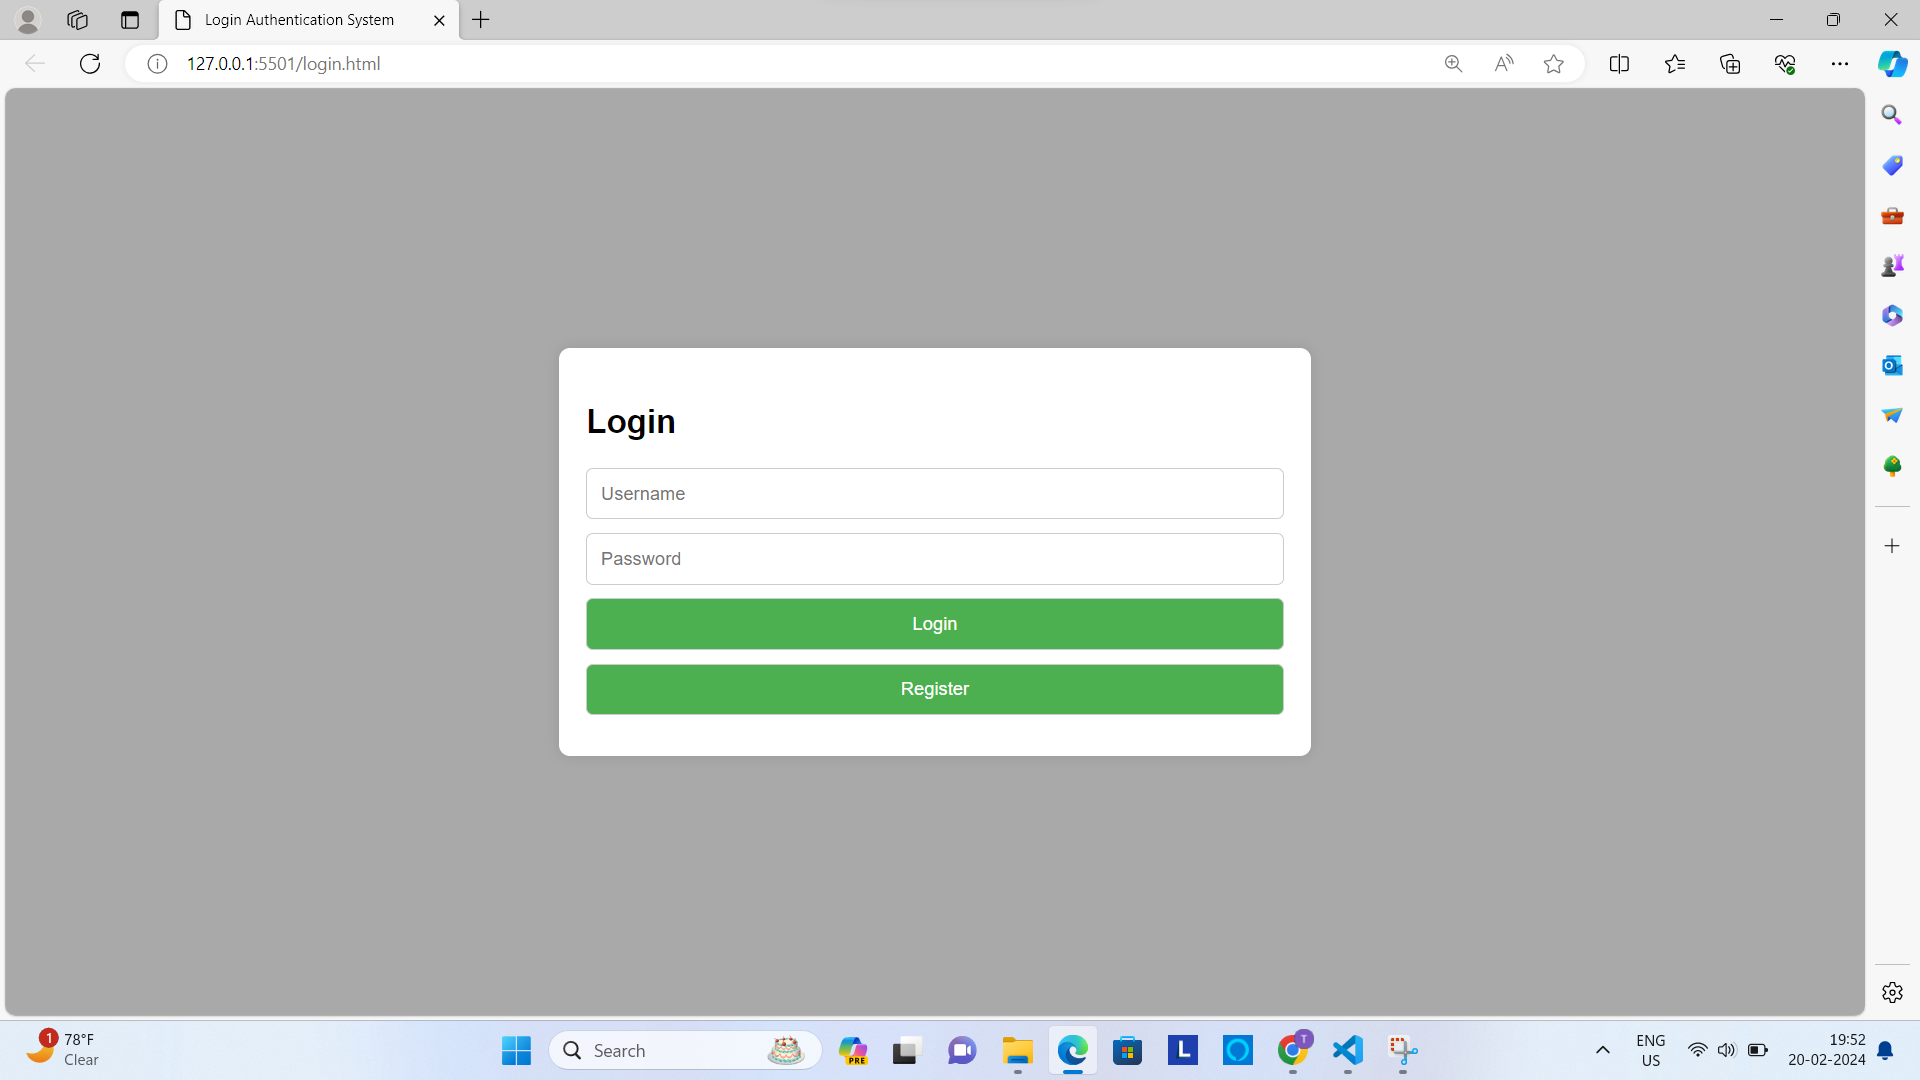 Login Authentication System
127.0.0.1:5501/login.html
Login
Username
Password
Login
Register
1
78°F
Clear
Search
PRE
L
T
ENG
US
19:52
20-02-2024